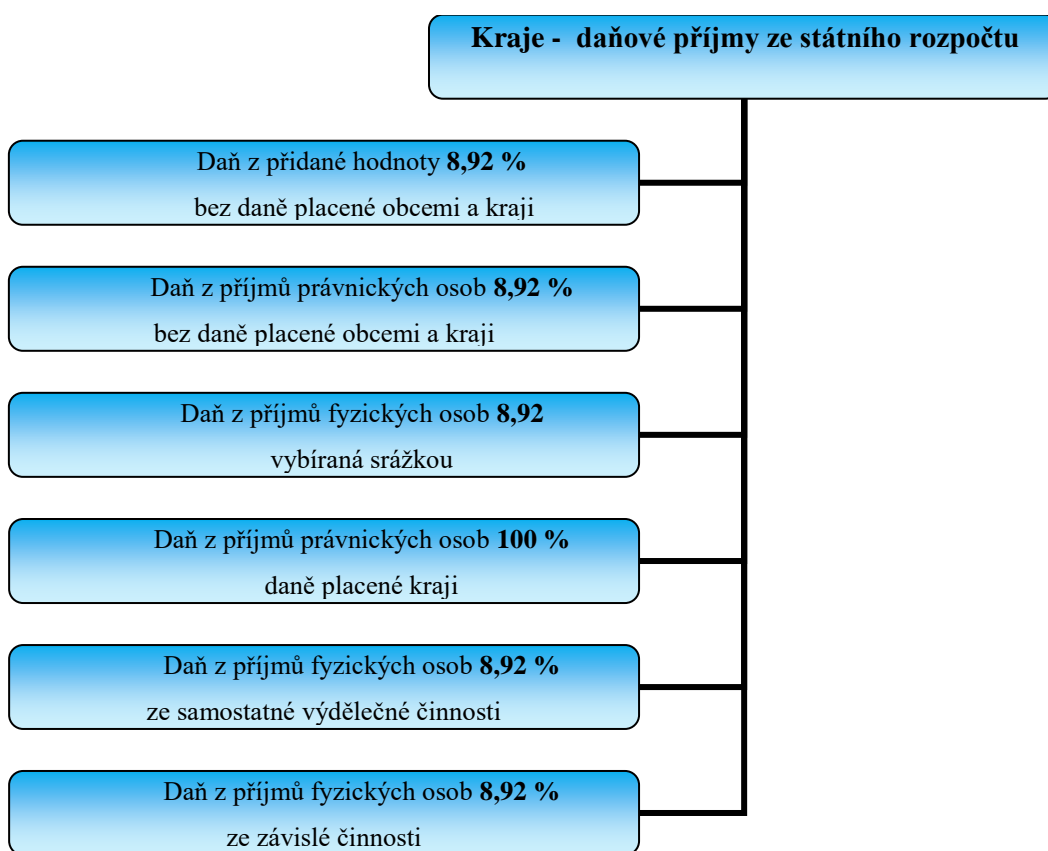 Kraje - daňové příjmy ze státního rozpočtu
Daň z přidané hodnoty 8,92 %
bez daně placené obcemi a kraji
Daň z příjmů právnických osob 8,92 %
bez daně placené obcemi a kraji
Daň z příjmů fyzických osob 8,92
vybíraná srážkou
Daň z příjmů právnických osob 100 %
daně placené kraji
Daň z příjmů fyzických osob 8,92 %
ze samostatné výdělečné činnosti
Daň z příjmů fyzických osob 8,92 %
ze závislé činnosti